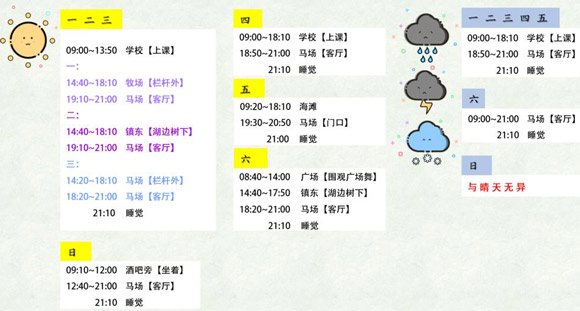 一 二 三
09:00~13:50 学校【上课】
一：
14:40~18:10 牧场【栏杆外】
19:10~21:00 马场【客厅】
二：
14:40~18:10 镇东【湖边树下】
19:10~21:00 马场【客厅】
三：
14:20~18:10 马场【栏杆外】
18:20~21:00 马场【客厅】
21:10 睡觉
日
09:10~12:00 酒吧旁【坐着】
12:40~21:00 马场【客厅】
21:10 睡觉
四
09:00~18:10 学校【上课】
18:50~21:00 马场【客厅】
21:10 睡觉
五
09:20~18:10 海滩
19:30~20:50 马场【门口】
21:00 睡觉
六
08:40~14:00 广场【围观广场舞】
14:40~17:50 镇东【湖边树下】
18:20~21:00 马场【客厅】
21:10 睡觉
一 二 三 四 五
09:00~18:10 学校【上课】
18:50~21:00 马场【客厅】
21:10 睡觉
六
09:00~21:00 马场【客厅】
21:10 睡觉
日
与晴天无异